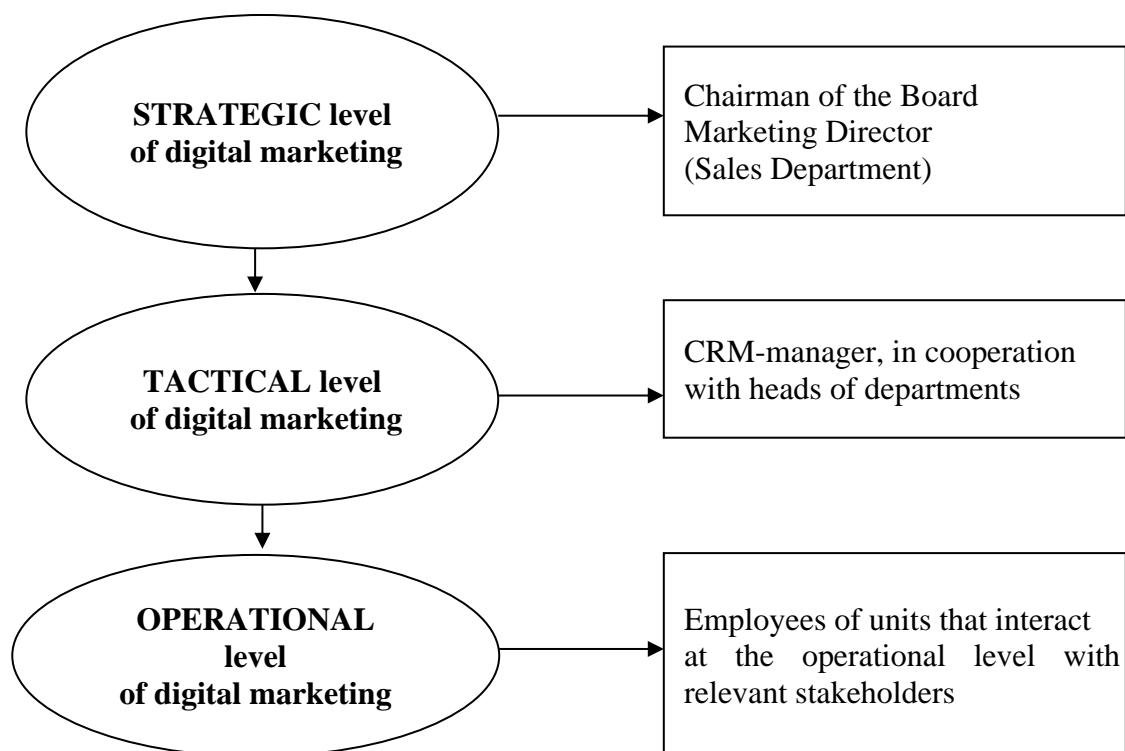 STRATEGIC level
of digital marketing
Chairman of the Board
Marketing Director
(Sales Department)
TACTICAL level
of digital marketing
CRM-manager, in cooperation
with heads of departments
OPERATIONAL
level
of digital marketing
Employees of units that interact
at the operational level with
relevant stakeholders